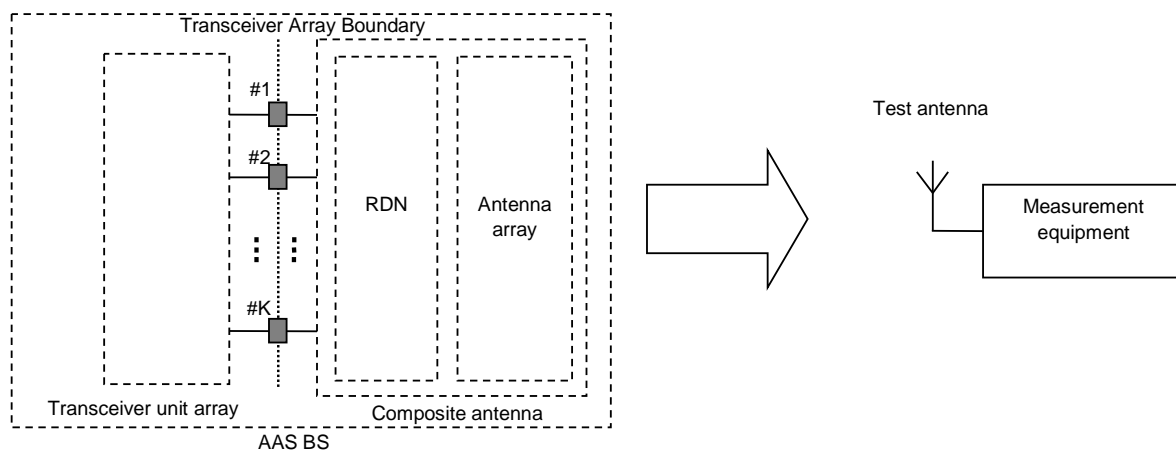 Transceiver Array Boundary
#1
#2
#K
RDN
Antenna
array
Transceiver unit array
Composite antenna
AAS BS
Test antenna
Measurement
equipment